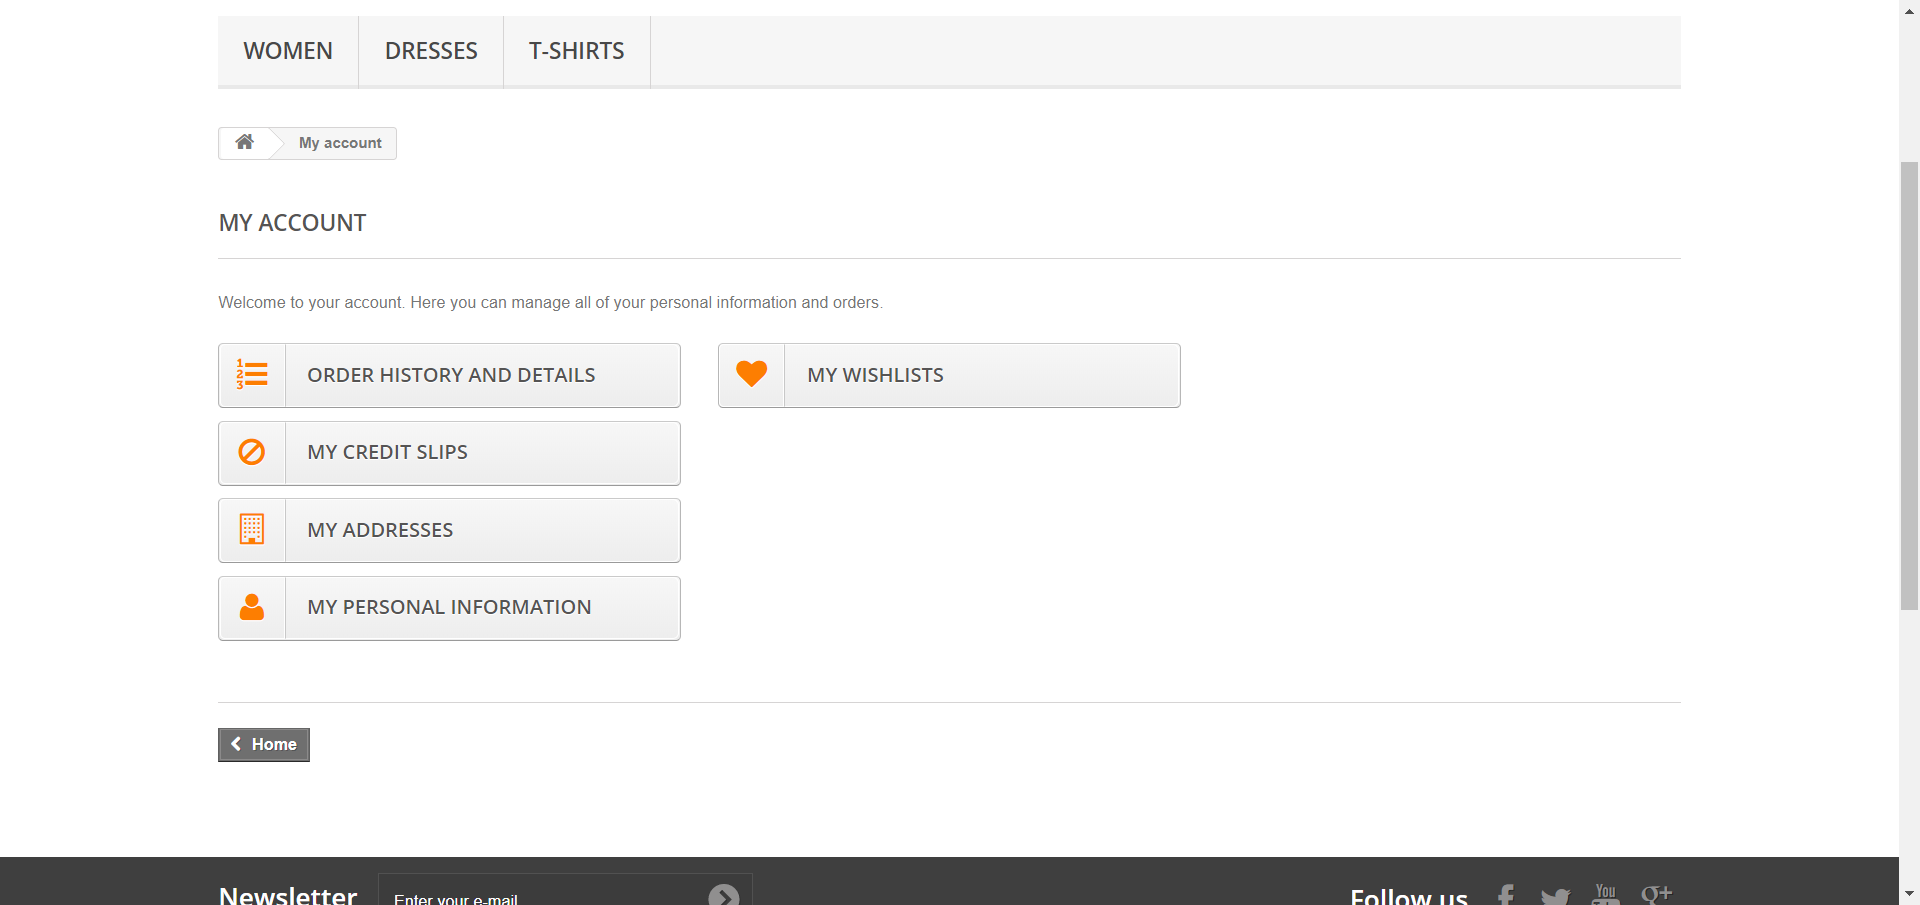 WOMEN DRESSES T-SHIRTS
My account
MY ACCOUNT
Welcome to your account. Here you can manage all of your personal information and orders.
ORDER HISTORY AND DETAILS MY WISHLISTS
MY CREDIT SLIPS
MY ADDRESSES
MY PERSONAL INFORMATION
Home
Newsletter Enter your e-mail Follow us